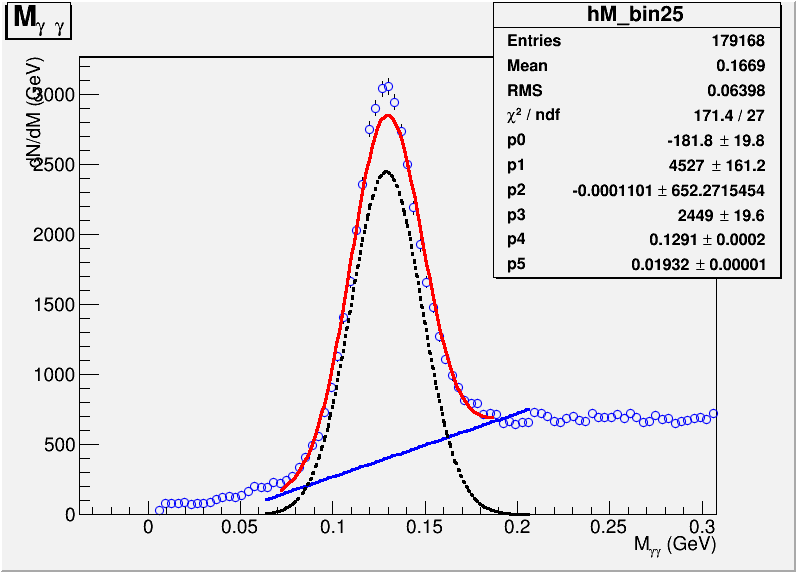 M_γ γ
hM_bin25
Entries 179168
Mean 0.1669
RMS 0.06398
χ² / ndf 171.4 / 27
p0 -181.8 ± 19.8
p1 4527 ± 161.2
p2 -0.0001101 ± 652.2715454
p3 2449 ± 19.6
p4 0.1291 ± 0.0002
p5 0.01932 ± 0.00001
dN/dM (GeV)
3000
2500
2000
1500
1000
500
0
0 0.05 0.1 0.15 0.2 0.25 0.3
M_γγ (GeV)